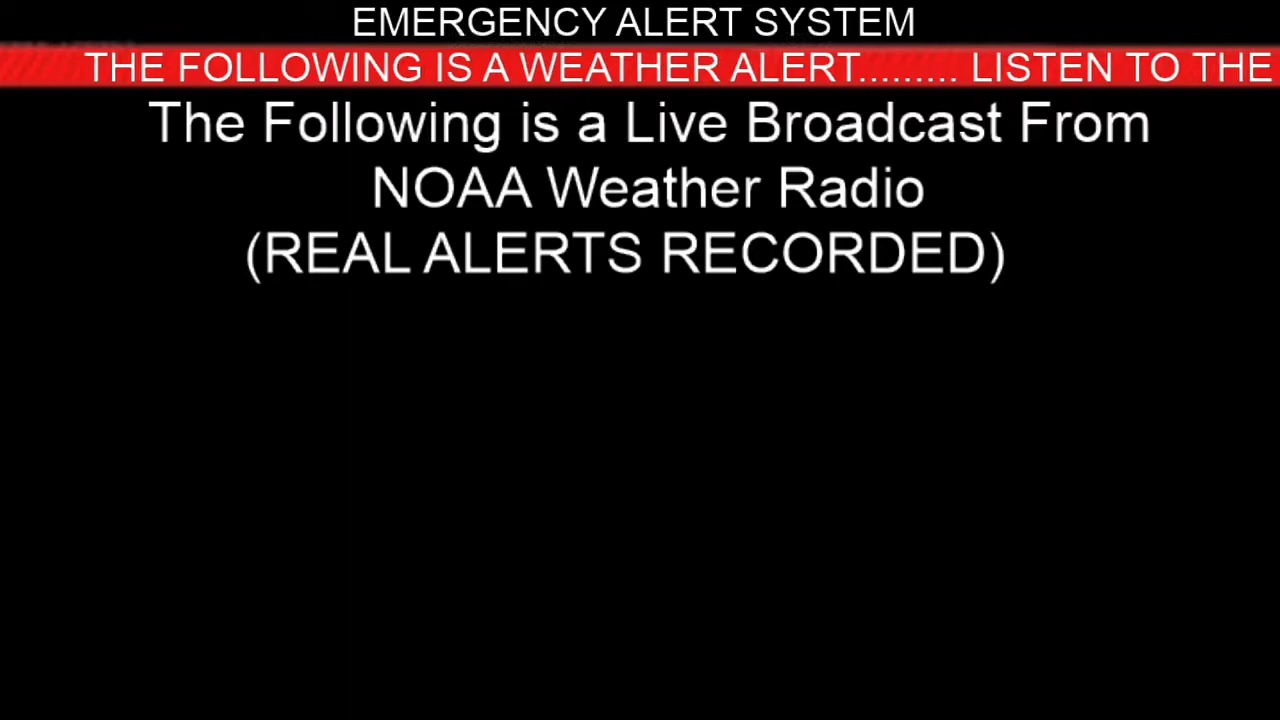 EMERGENCY ALERT SYSTEM
THE FOLLOWING IS A WEATHER ALERT......... LISTEN TO THE
The Following is a Live Broadcast From
NOAA Weather Radio
(REAL ALERTS RECORDED)